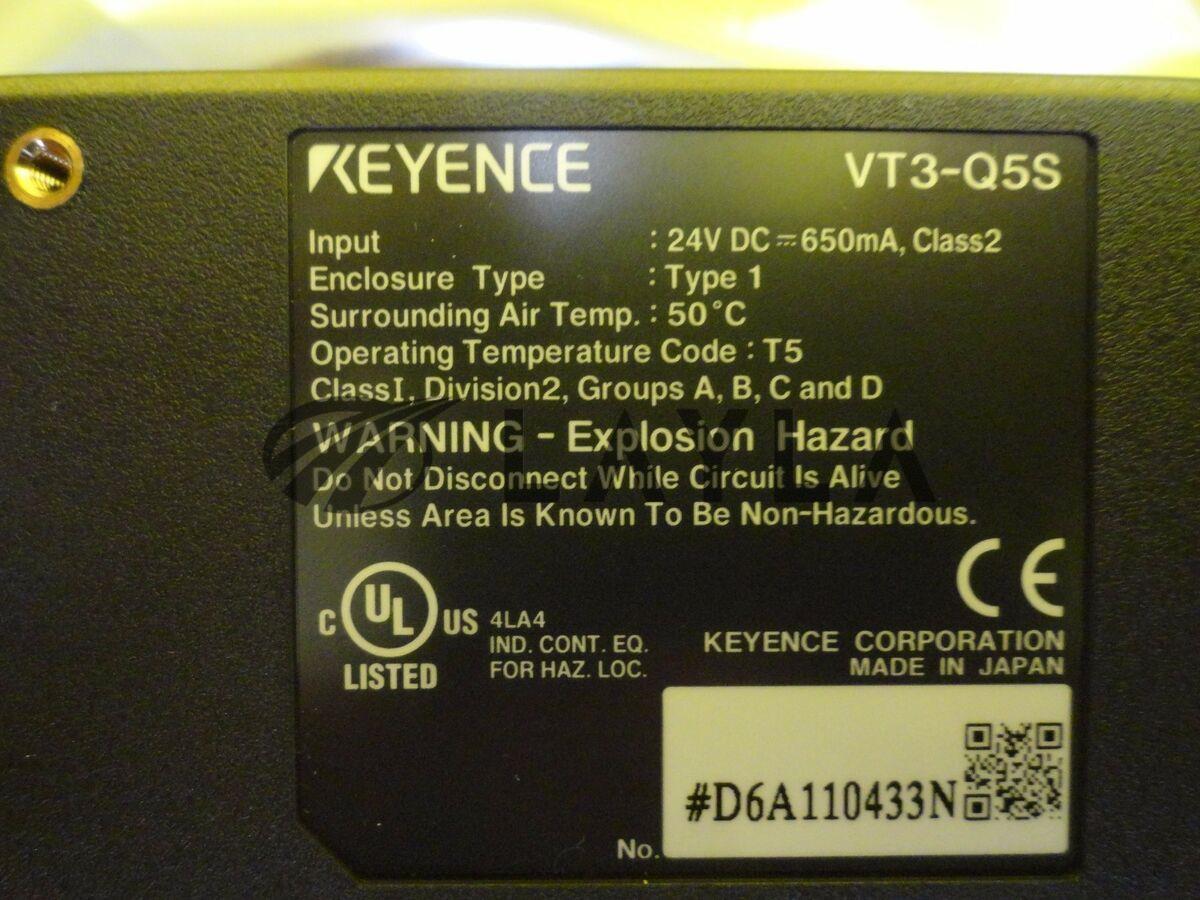 KEYENCE VT3-Q5S
Input : 24V DC ⎓ 650mA, Class2
Enclosure Type : Type 1
Surrounding Air Temp. : 50°C
Operating Temperature Code : T5
ClassI, Division2, Groups A, B, C and D
WARNING - Explosion Hazard
LAYLA
Do Not Disconnect While Circuit Is Alive
Unless Area Is Known To Be Non-Hazardous.
CE
C UL US 4LA4
IND. CONT. EQ.
LISTED FOR HAZ. LOC.
KEYENCE CORPORATION
MADE IN JAPAN
#D6A110433N
No.